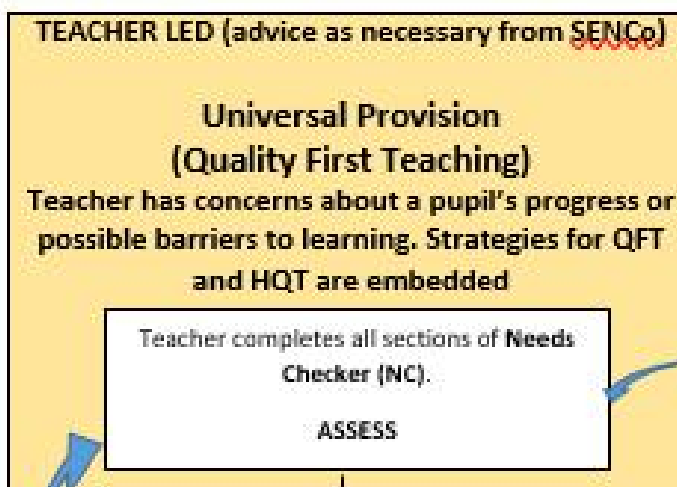 TEACHER LED (advice as necessary from SENCo)
Universal Provision
(Quality First Teaching)
Teacher has concerns about a pupil's progress or
possible barriers to learning. Strategies for QFT
and HQT are embedded
Teacher completes all sections of Needs
Checker (NC).
ASSESS